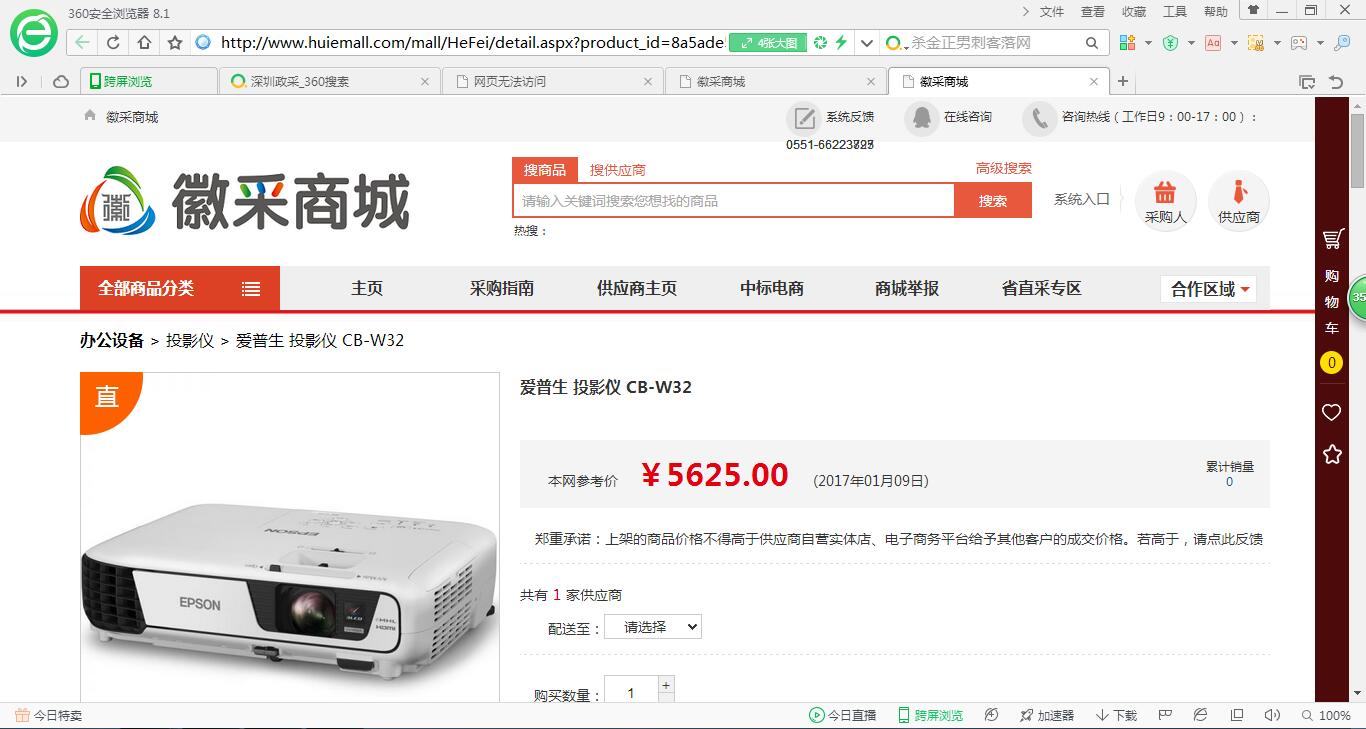 360安全浏览器 8.1
文件 查看 收藏 工具 帮助
http://www.huiemall.com/mall/HeFei/detail.aspx?product_id=8a5ade
4张大图
杀金正男刺客落网
跨屏浏览
深圳政采_360搜索
网页无法访问
徽采商城
徽采商城
徽采商城
系统反馈
在线咨询
咨询热线（工作日9：00-17：00）：
徽采商城
搜商品 搜供应商 高级搜索
请输入关键词搜索您想找的商品
搜索
热搜：
系统入口
采购人
供应商
全部商品分类
主页
采购指南
供应商主页
中标电商
商城举报
省直采专区
合作区域
办公设备 > 投影仪 > 爱普生 投影仪 CB-W32
直
爱普生 投影仪 CB-W32
本网参考价 ￥5625.00 (2017年01月09日)
累计销量
0
郑重承诺：上架的商品价格不得高于供应商自营实体店、电子商务平台给予其他客户的成交价格。若高于，请点此反馈
共有 1 家供应商
配送至： 请选择
购买数量： 1 +
EPSON
EPSON
HDMI
购
物
车
0
35
今日特卖
今日直播
跨屏浏览
加速器
下载
100%